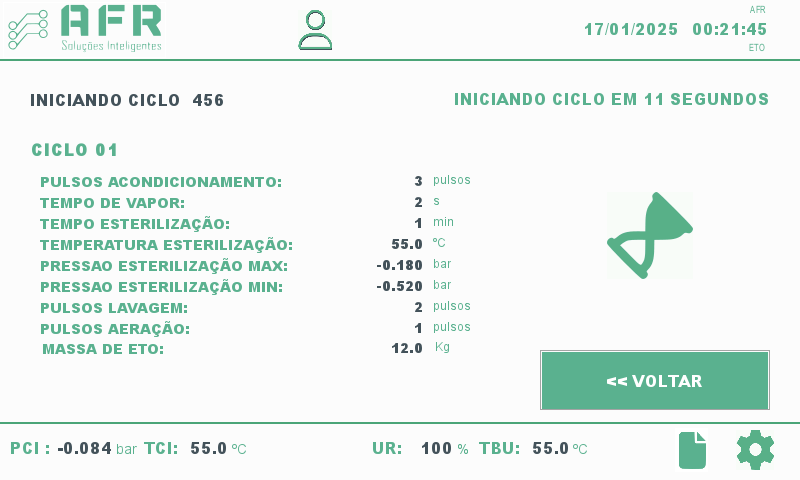 AFR
Soluções Inteligentes
AFR
17/01/2025 00:21:45
ETO
INICIANDO CICLO 456
INICIANDO CICLO EM 11 SEGUNDOS
CICLO 01
PULSOS ACONDICIONAMENTO: 3 pulsos
TEMPO DE VAPOR: 2 s
TEMPO ESTERILIZAÇÃO: 1 min
TEMPERATURA ESTERILIZAÇÃO: 55.0 ºC
PRESSAO ESTERILIZAÇÃO MAX: -0.180 bar
PRESSAO ESTERILIZAÇÃO MIN: -0.520 bar
PULSOS LAVAGEM: 2 pulsos
PULSOS AERAÇÃO: 1 pulsos
MASSA DE ETO: 12.0 Kg
<< VOLTAR
PCI : -0.084 bar TCI: 55.0 ºC UR: 100 % TBU: 55.0 ºC